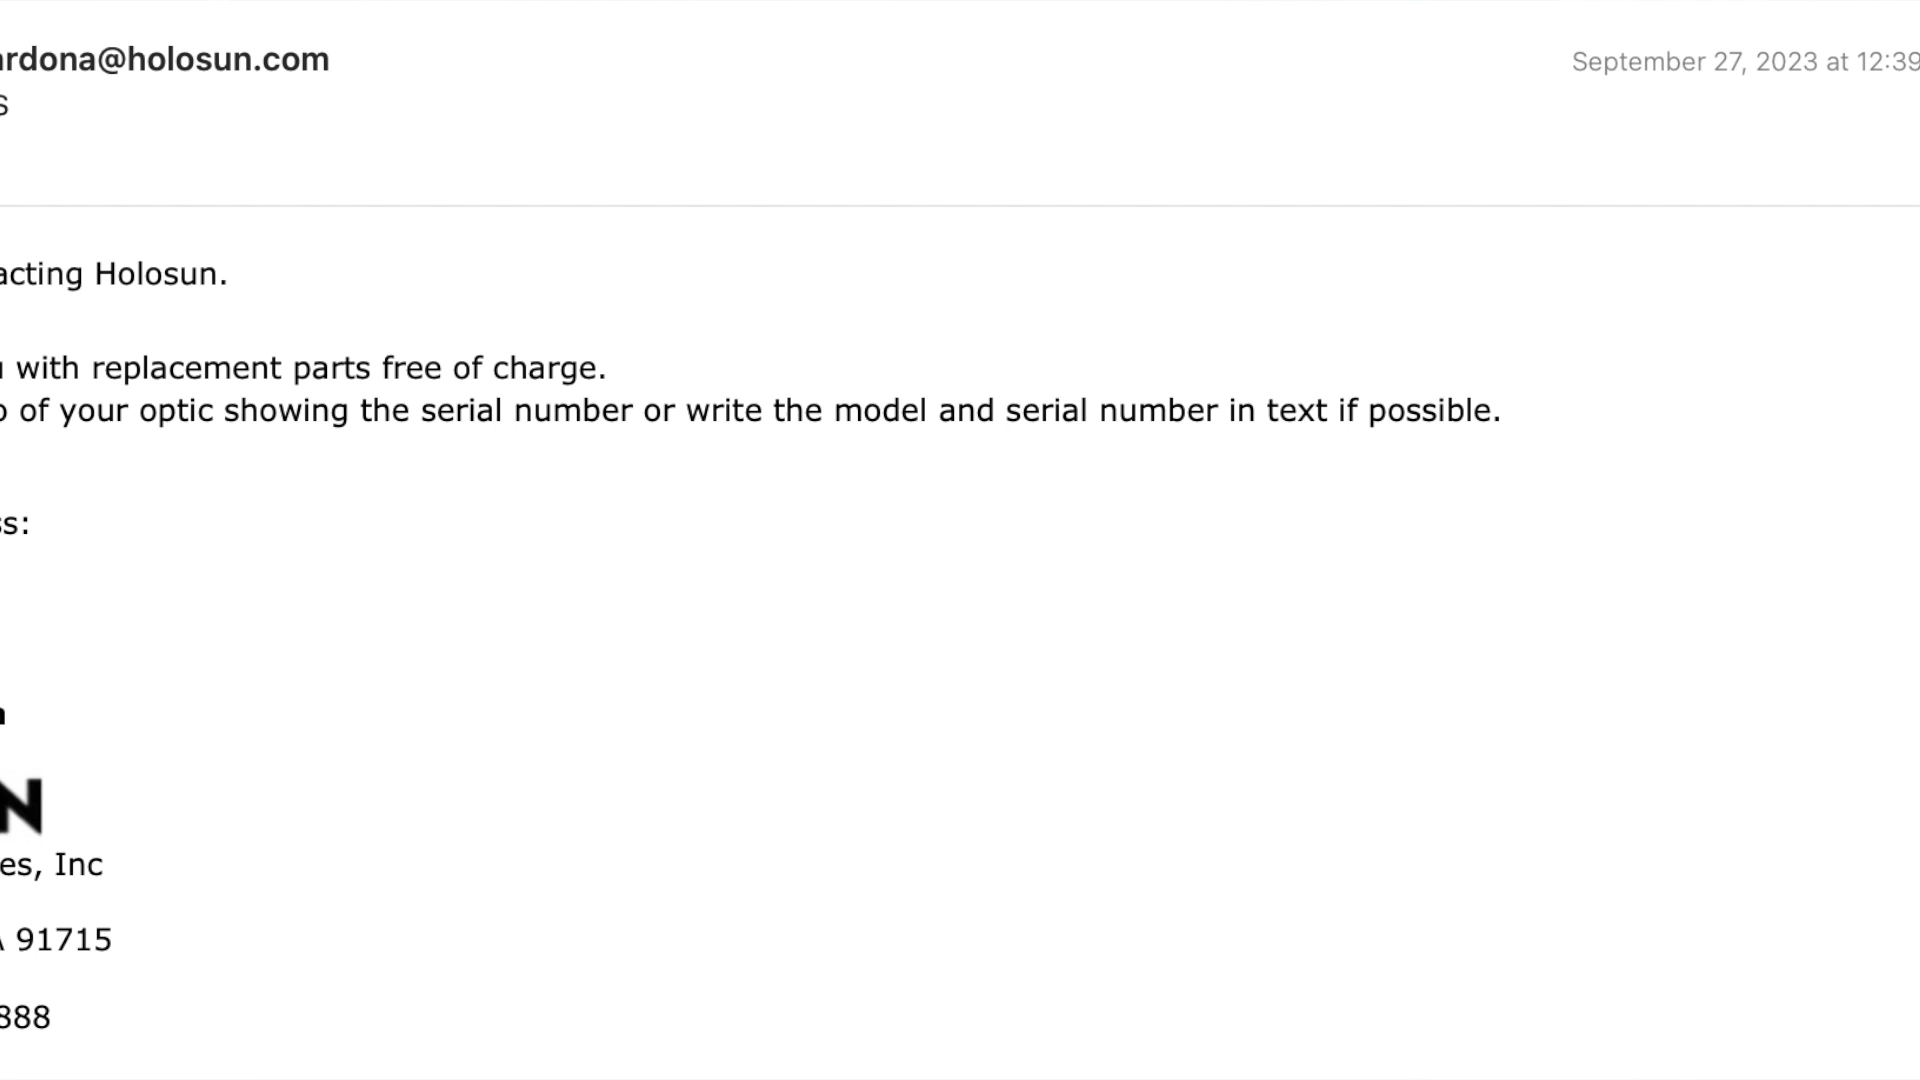 ardona@holosun.com
September 27, 2023 at 12:39
s
acting Holosun.
with replacement parts free of charge.
of your optic showing the serial number or write the model and serial number in text if possible.
ss:
N
es, Inc
A 91715
888